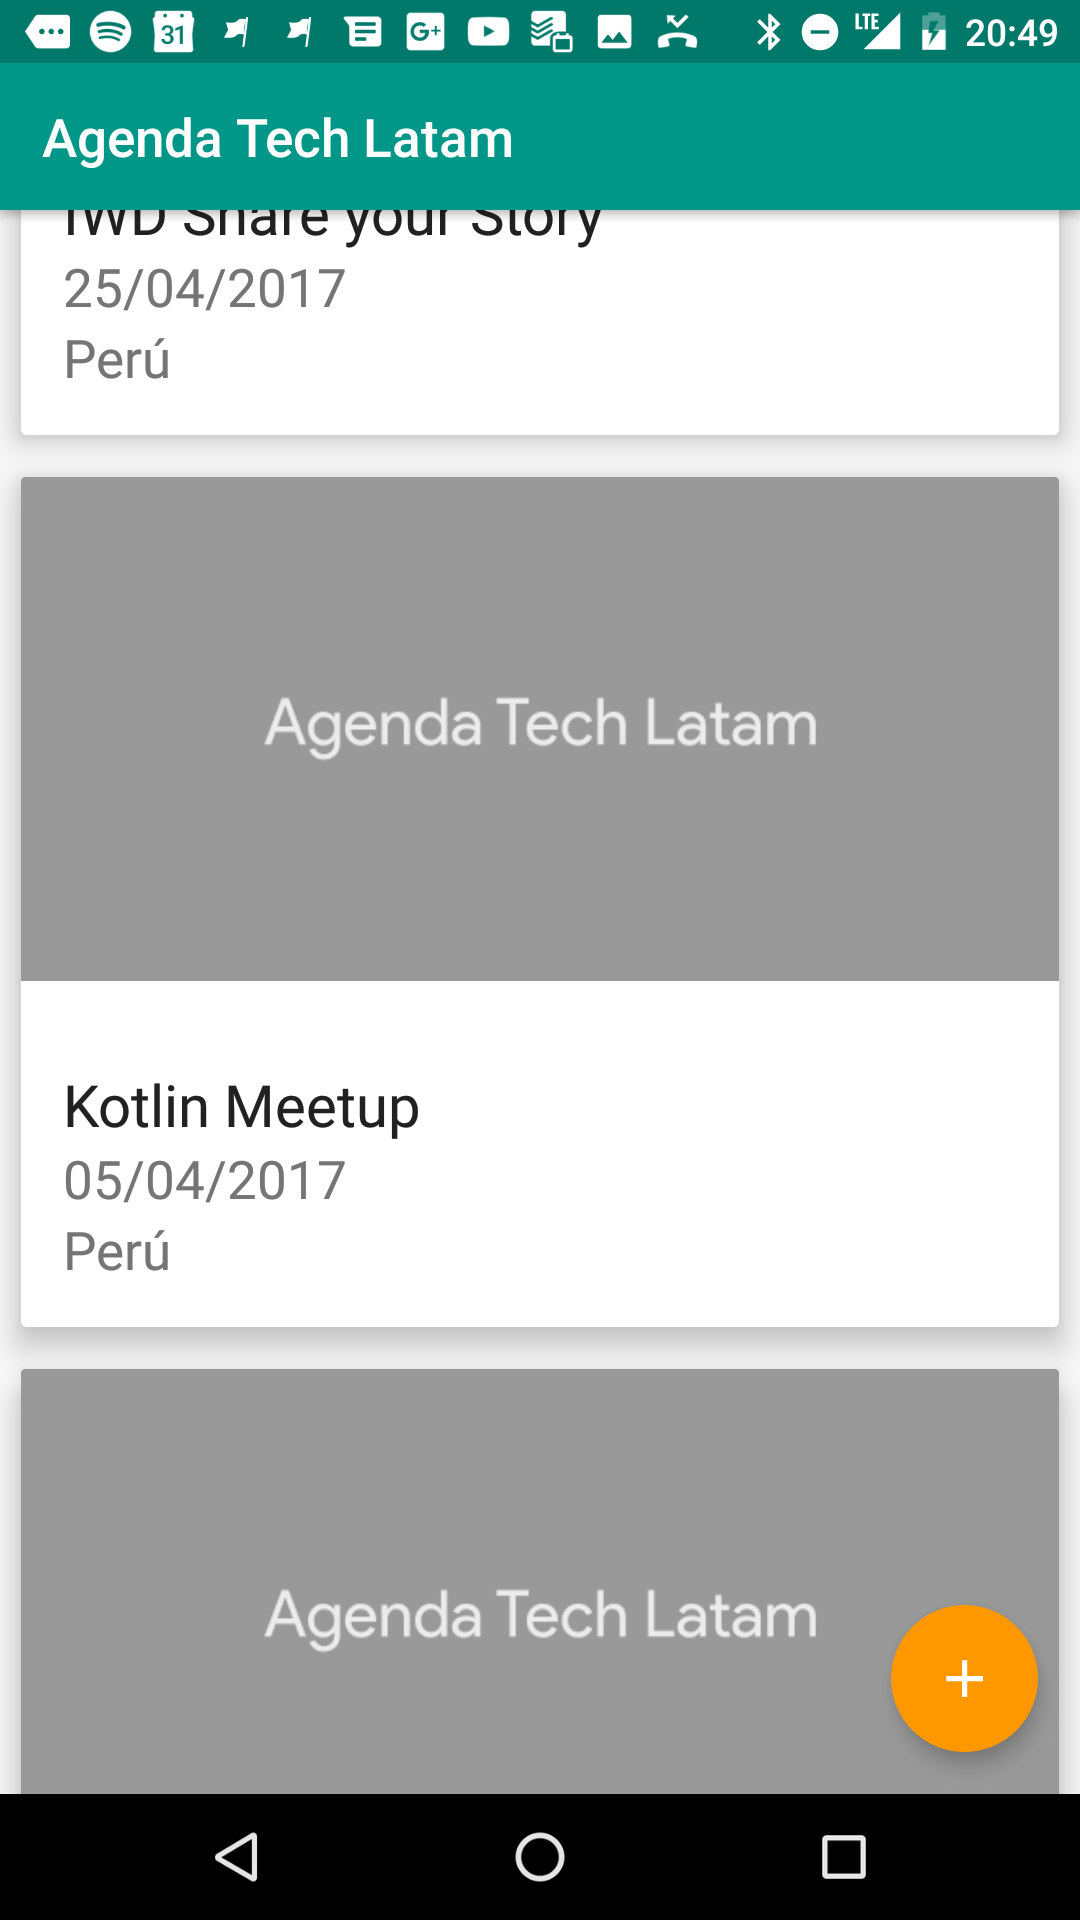 31
G+
LTE
20:49
Agenda Tech Latam
IWD Share your Story
25/04/2017
Perú
Agenda Tech Latam
Kotlin Meetup
05/04/2017
Perú
Agenda Tech Latam